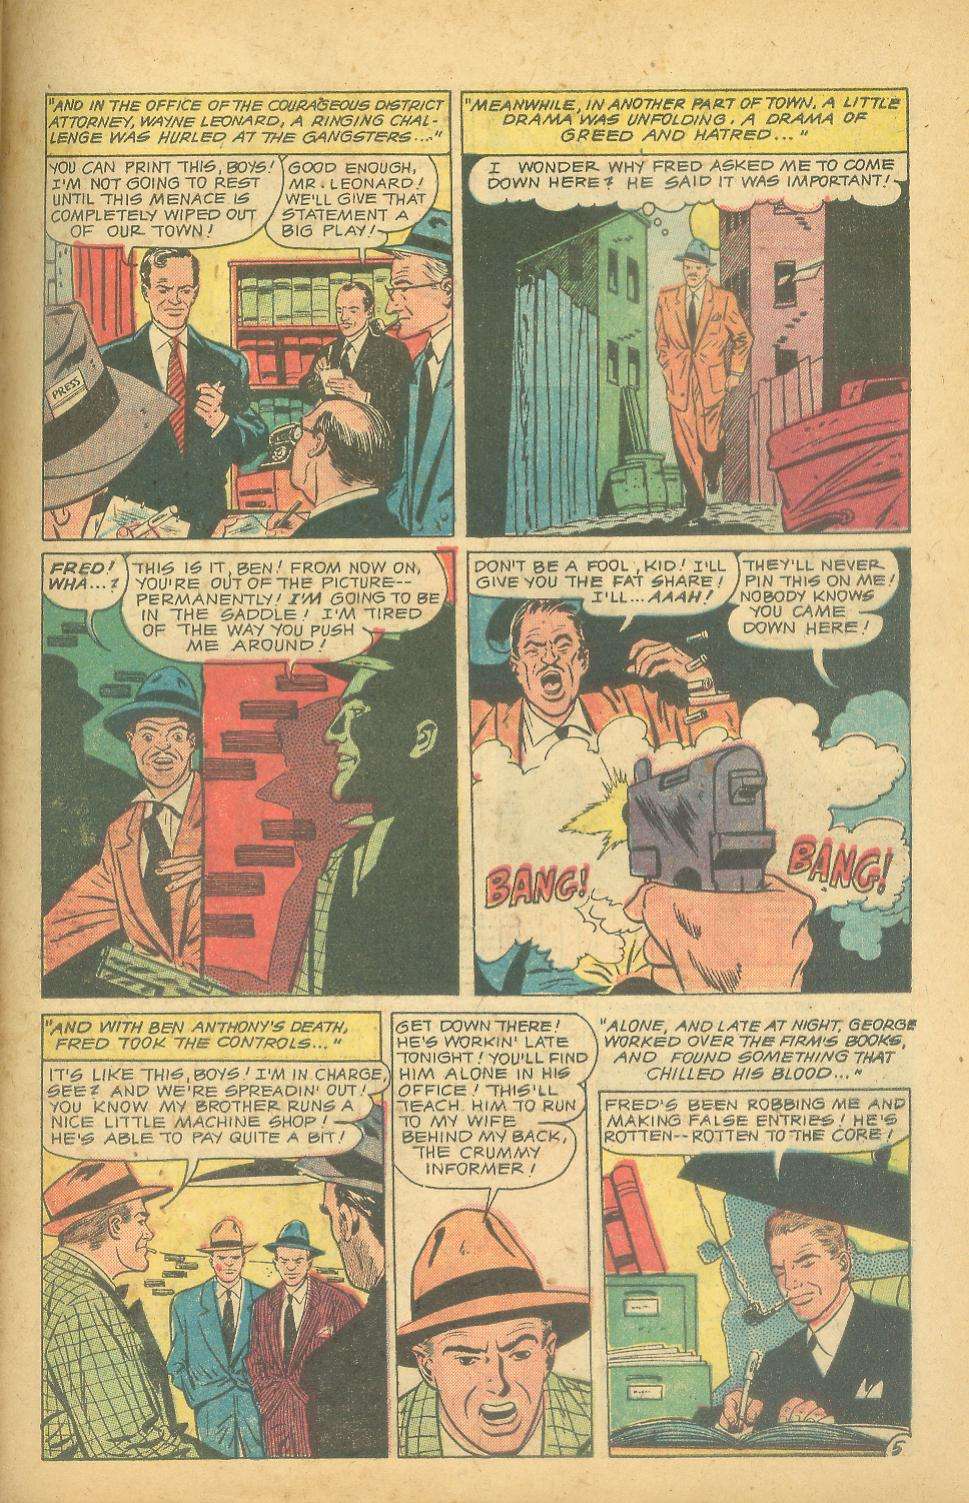 "AND IN THE OFFICE OF THE COURAGEOUS DISTRICT
ATTORNEY, WAYNE LEONARD, A RINGING CHAL-
LENGE WAS HURLED AT THE GANGSTERS..."
YOU CAN PRINT THIS, BOYS!
I'M NOT GOING TO REST
UNTIL THIS MENACE IS
COMPLETELY WIPED OUT
OF OUR TOWN!
GOOD ENOUGH,
MR. LEONARD!
WE'LL GIVE THAT
STATEMENT A
BIG PLAY!
PRESS
"MEANWHILE, IN ANOTHER PART OF TOWN, A LITTLE
DRAMA WAS UNFOLDING. A DRAMA OF
GREED AND HATRED..."
I WONDER WHY FRED ASKED ME TO COME
DOWN HERE? HE SAID IT WAS IMPORTANT!
FRED!
WHA...?
THIS IS IT, BEN! FROM NOW ON,
YOU'RE OUT OF THE PICTURE--
PERMANENTLY! I'M GOING TO BE
IN THE SADDLE! I'M TIRED
OF THE WAY YOU PUSH
ME AROUND!
DON'T BE A FOOL, KID! I'LL
GIVE YOU THE FAT SHARE!
I'LL...AAAH!
THEY'LL NEVER
PIN THIS ON ME!
NOBODY KNOWS
YOU CAME
DOWN HERE!
BANG!
BANG!
"AND WITH BEN ANTHONY'S DEATH,
FRED TOOK THE CONTROLS..."
IT'S LIKE THIS, BOYS! I'M IN CHARGE,
SEE? AND WE'RE SPREADIN' OUT!
YOU KNOW MY BROTHER RUNS A
NICE LITTLE MACHINE SHOP!
HE'S ABLE TO PAY QUITE A BIT!
GET DOWN THERE!
HE'S WORKIN' LATE
TONIGHT! YOU'LL FIND
HIM ALONE IN HIS
OFFICE! THIS'LL
TEACH HIM TO RUN
TO MY WIFE
BEHIND MY BACK,
THE CRUMMY
INFORMER!
"ALONE, AND LATE AT NIGHT, GEORGE
WORKED OVER THE FIRM'S BOOKS,
AND FOUND SOMETHING THAT
CHILLED HIS BLOOD..."
FRED'S BEEN ROBBING ME AND
MAKING FALSE ENTRIES! HE'S
ROTTEN--ROTTEN TO THE CORE!
5